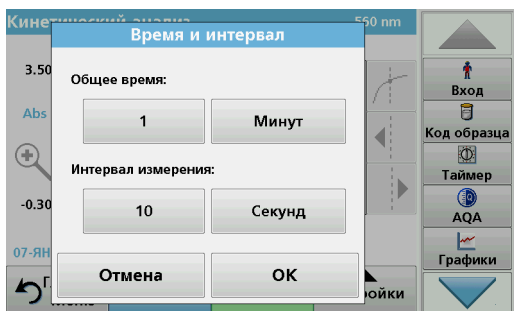 Кинетический анализ 560 nm
Время и интервал
3.50
Общее время:
Abs
1 Минут
Интервал измерения:
-0.30
10 Секунд
07-ЯН
Отмена OK
Вход
Код образца
Таймер
AQA
Графики